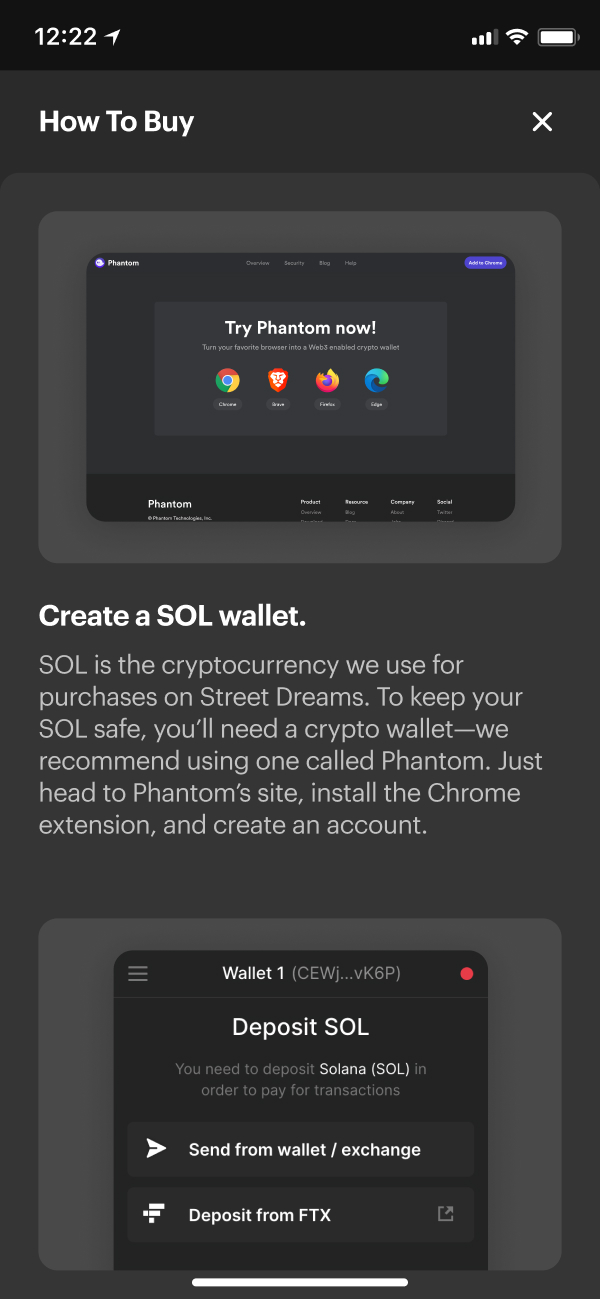 12:22
How To Buy
Phantom
Overview Security Blog Help
Add to Chrome
Try Phantom now!
Turn your favorite browser into a Web3 enabled crypto wallet
Chrome Brave Firefox Edge
Phantom
© Phantom Technologies, Inc.
Product Resource Company Social
Overview Blog About Twitter
Create a SOL wallet.
SOL is the cryptocurrency we use for
purchases on Street Dreams. To keep your
SOL safe, you’ll need a crypto wallet—we
recommend using one called Phantom. Just
head to Phantom’s site, install the Chrome
extension, and create an account.
Wallet 1 (CEWj...vK6P)
Deposit SOL
You need to deposit Solana (SOL) in
order to pay for transactions
Send from wallet / exchange
Deposit from FTX